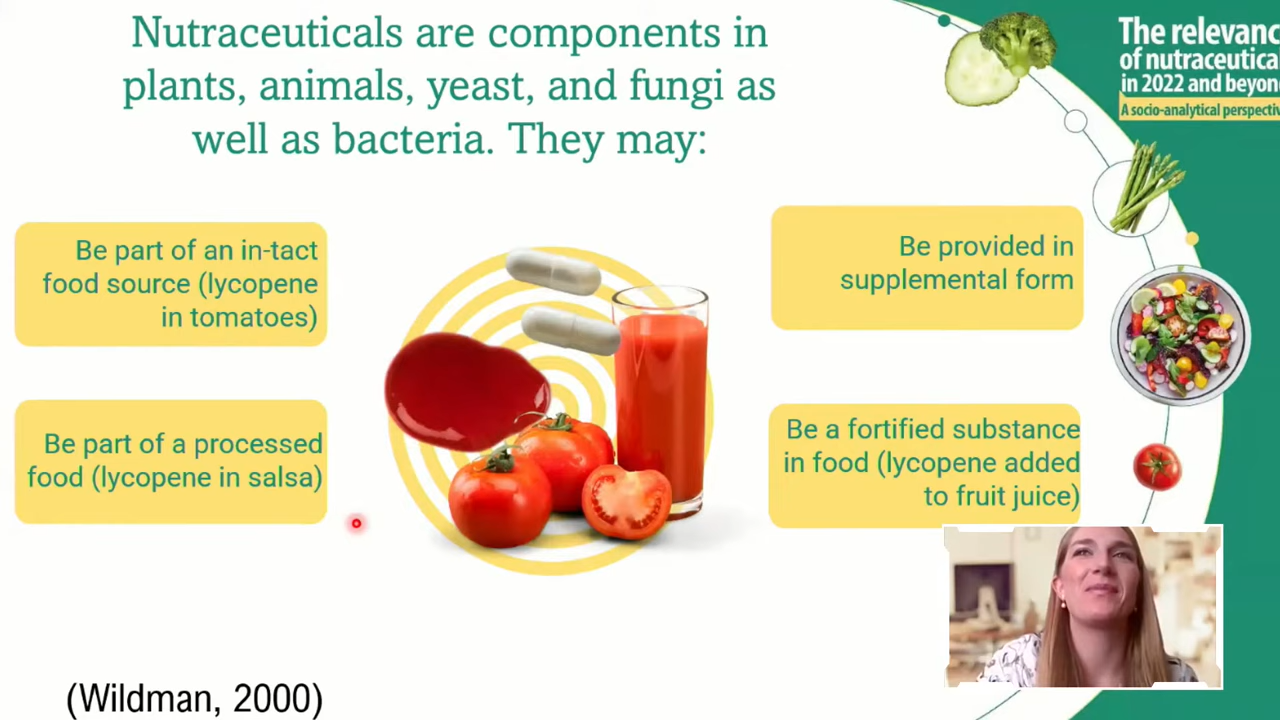 Nutraceuticals are components in
plants, animals, yeast, and fungi as
well as bacteria. They may:
The relevanc
of nutraceutica
in 2022 and beyon
A socio-analytical perspectiv
Be part of an in-tact
food source (lycopene
in tomatoes)
Be provided in
supplemental form
Be part of a processed
food (lycopene in salsa)
Be a fortified substance
in food (lycopene added
to fruit juice)
(Wildman, 2000)